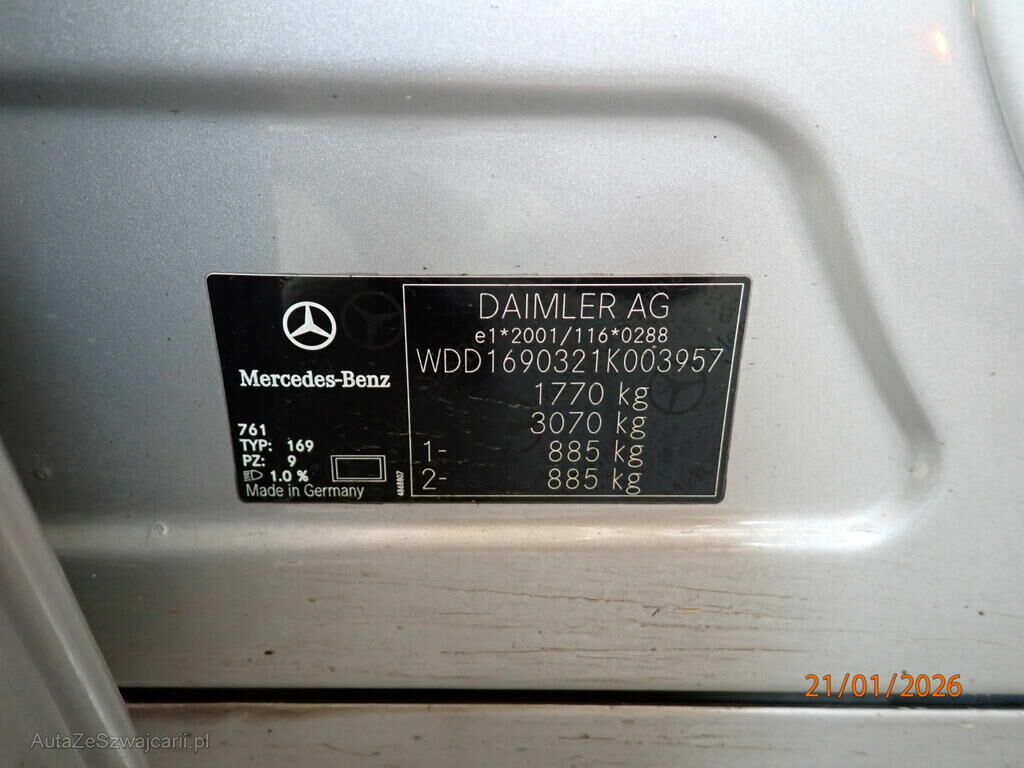 Mercedes-Benz
761
TYP: 169
PZ: 9
1.0 %
Made in Germany
4868807
DAIMLER AG
e1*2001/116*0288
WDD1690321K003957
1770 kg
3070 kg
1- 885 kg
2- 885 kg
21/01/2026
AutaZeSzwajcarii.pl